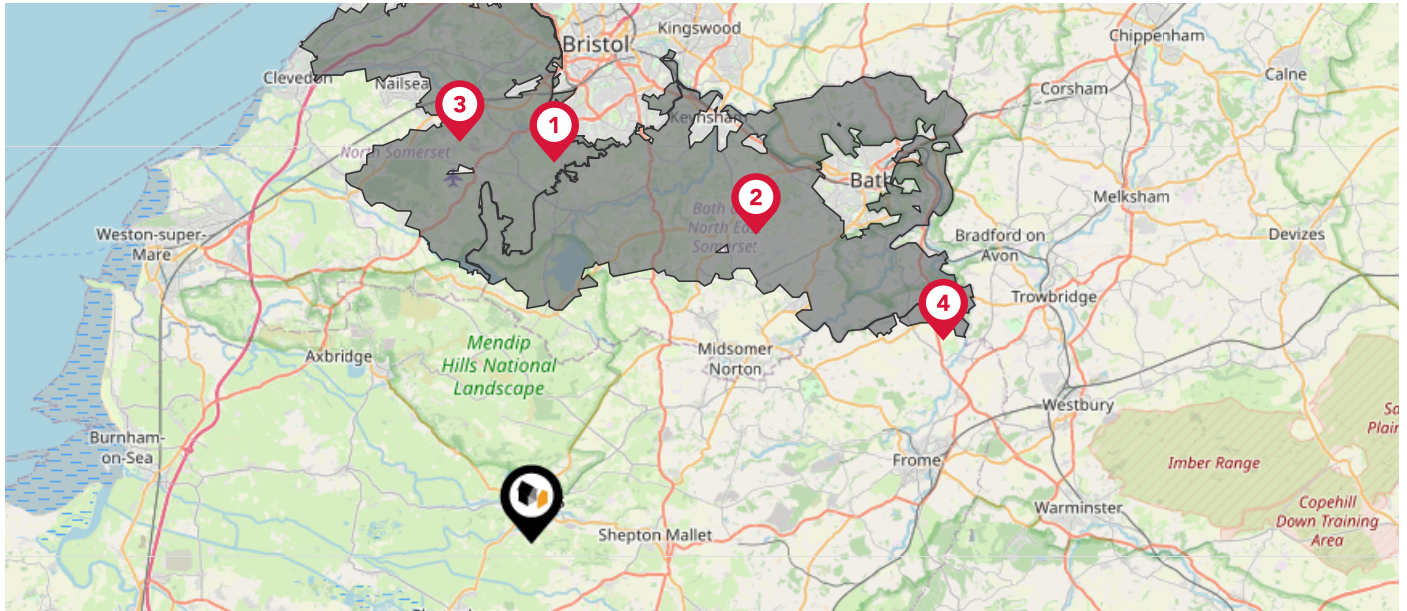 Bristol
Kingswood
Chippenham
Clevedon
Nailsea
Calne
Corsham
3
1
Keynsham
North Somerset
Bath
2
Melksham
Weston-super-
Mare
North East
Somerset
Bradford on
Avon
Devizes
4
Trowbridge
Mendip
Hills National
Landscape
Axbridge
Midsomer
Norton
Westbury
Burnham-
on-Sea
Frome
Imber Range
Copehill
Down Training
Area
Warminster
Shepton Mallet